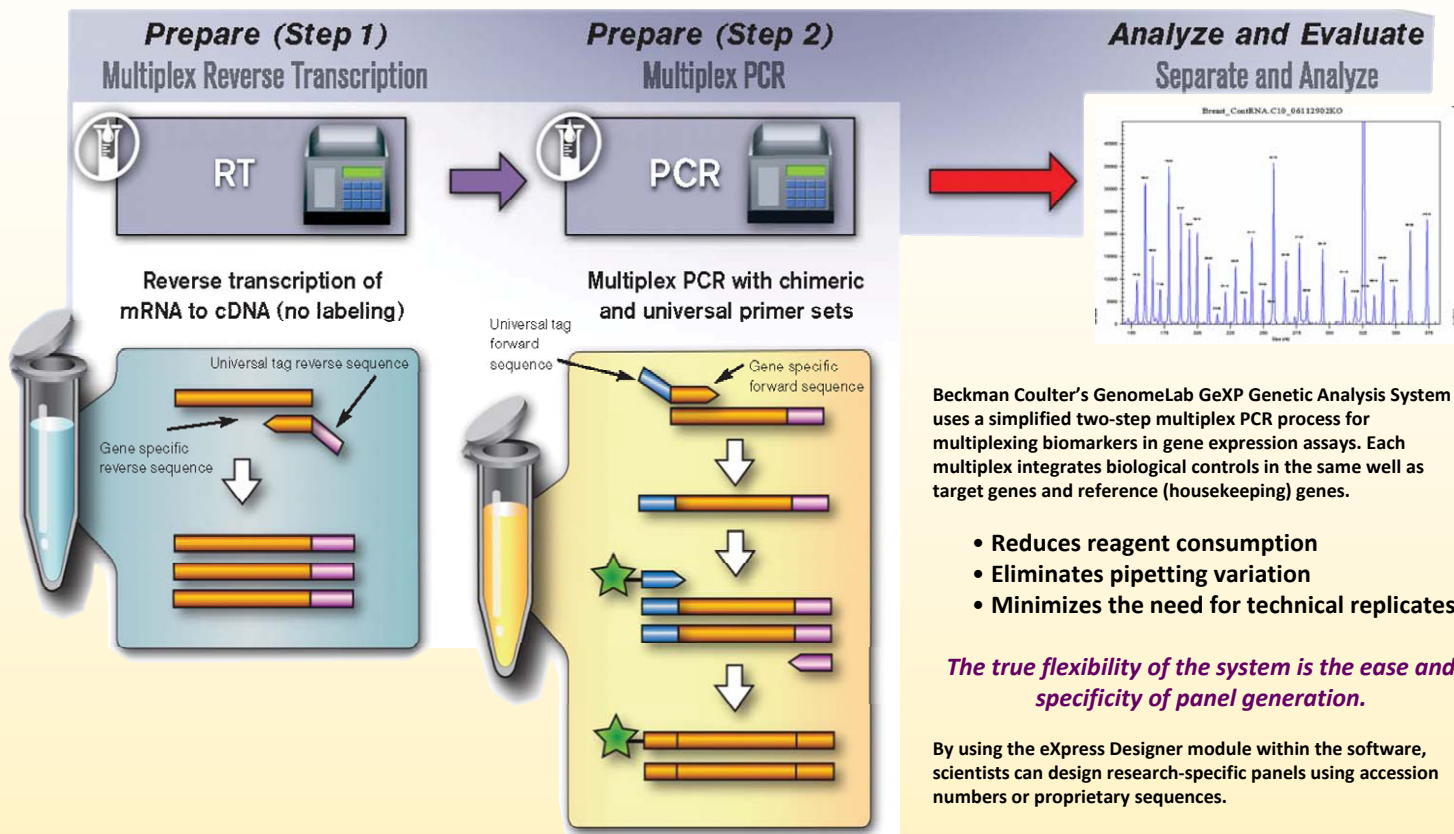 Prepare (Step 1)
Multiplex Reverse Transcription
RT
Reverse transcription of
mRNA to cDNA (no labeling)
Universal tag reverse sequence
Gene specific
reverse sequence
Prepare (Step 2)
Multiplex PCR
PCR
Multiplex PCR with chimeric
and universal primer sets
Universal tag
forward
sequence
Gene specific
forward sequence
Analyze and Evaluate
Separate and Analyze
Breast_ContRNA.C10_06112902KO
Beckman Coulter’s GenomeLab GeXP Genetic Analysis System
uses a simplified two-step multiplex PCR process for
multiplexing biomarkers in gene expression assays. Each
multiplex integrates biological controls in the same well as
target genes and reference (housekeeping) genes.
• Reduces reagent consumption
• Eliminates pipetting variation
• Minimizes the need for technical replicates
The true flexibility of the system is the ease and
specificity of panel generation.
By using the eXpress Designer module within the software,
scientists can design research-specific panels using accession
numbers or proprietary sequences.